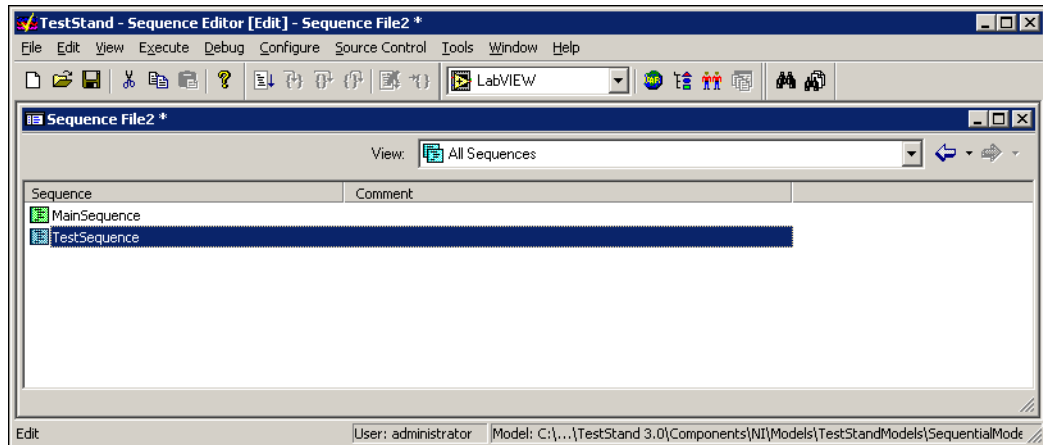 TestStand - Sequence Editor [Edit] - Sequence File2 *
File Edit View Execute Debug Configure Source Control Tools Window Help
LabVIEW
Sequence File2 *
View: All Sequences
Sequence Comment
MainSequence
TestSequence
Edit User: administrator Model: C:\...\TestStand 3.0\Components\NI\Models\TestStandModels\SequentialMode